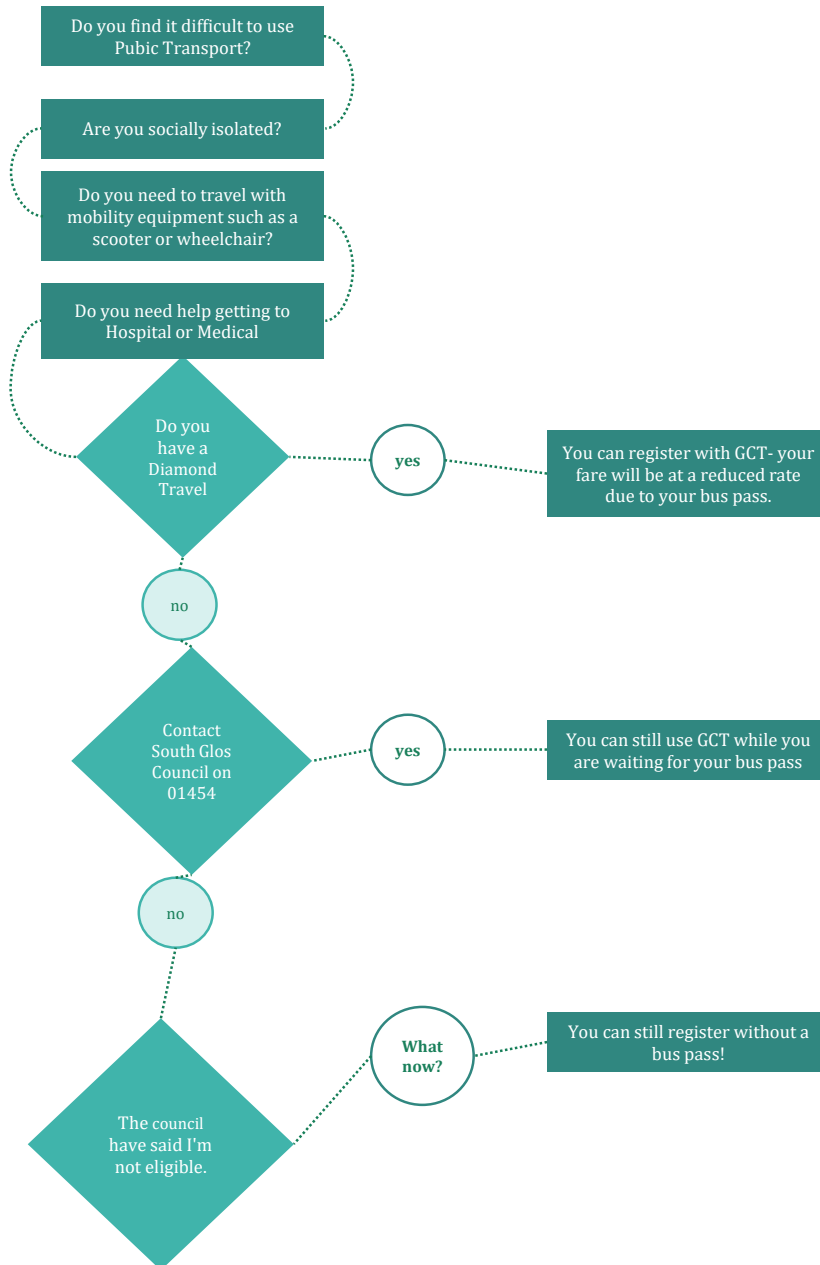 Do you find it difficult to use
Pubic Transport?
Are you socially isolated?
Do you need to travel with
mobility equipment such as a
scooter or wheelchair?
Do you need help getting to
Hospital or Medical
Do you
have a
Diamond
Travel
yes
You can register with GCT- your
fare will be at a reduced rate
due to your bus pass.
no
Contact
South Glos
Council on
01454
yes
You can still use GCT while you
are waiting for your bus pass
no
The council
have said I'm
not eligible.
What
now?
You can still register without a
bus pass!